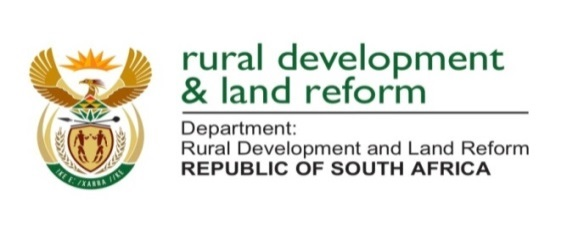 rural development
& land reform
Department:
Rural Development and Land Reform
REPUBLIC OF SOUTH AFRICA